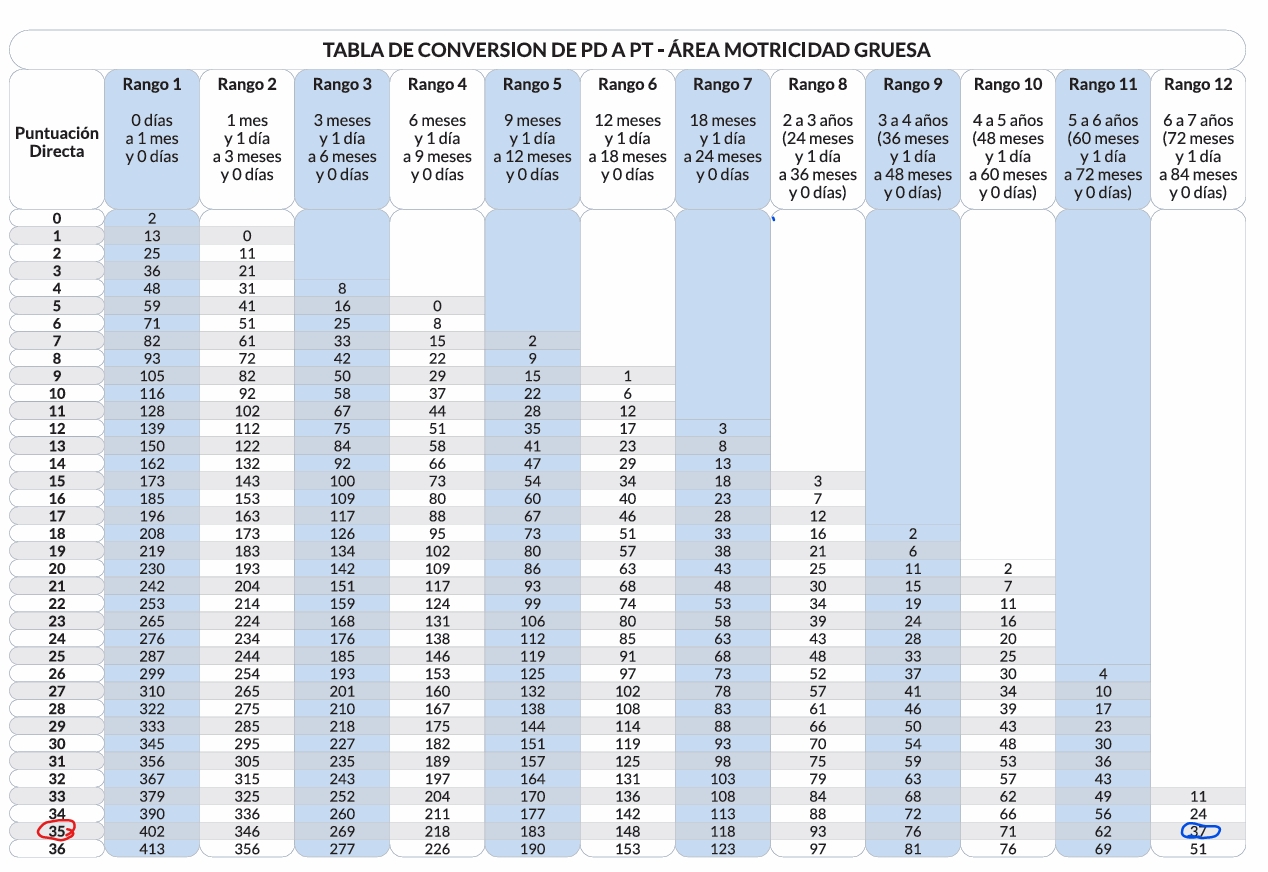 TABLA DE CONVERSION DE PD A PT - ÁREA MOTRICIDAD GRUESA
Puntuación Directa Rango 1 Rango 2 Rango 3 Rango 4 Rango 5 Rango 6 Rango 7 Rango 8 Rango 9 Rango 10 Rango 11 Rango 12
0 días 1 mes 3 meses 6 meses 9 meses 12 meses 18 meses 2 a 3 años 3 a 4 años 4 a 5 años 5 a 6 años 6 a 7 años
a 1 mes y 1 día y 1 día y 1 día y 1 día y 1 día y 1 día (24 meses (36 meses (48 meses (60 meses (72 meses
y 0 días a 3 meses a 6 meses a 9 meses a 12 meses a 18 meses a 24 meses y 1 día y 1 día y 1 día y 1 día y 1 día
y 0 días y 0 días y 0 días y 0 días y 0 días y 0 días a 36 meses a 48 meses a 60 meses a 72 meses a 84 meses
y 0 días) y 0 días) y 0 días) y 0 días) y 0 días)
0 2
1 13 0
2 25 11
3 36 21
4 48 31 8
5 59 41 16 0
6 71 51 25 8
7 82 61 33 15 2
8 93 72 42 22 9
9 105 82 50 29 15 1
10 116 92 58 37 22 6
11 128 102 67 44 28 12
12 139 112 75 51 35 17 3
13 150 122 84 58 41 23 8
14 162 132 92 66 47 29 13
15 173 143 100 73 54 34 18 3
16 185 153 109 80 60 40 23 7
17 196 163 117 88 67 46 28 12
18 208 173 126 95 73 51 33 16 2
19 219 183 134 102 80 57 38 21 6
20 230 193 142 109 86 63 43 25 11 2
21 242 204 151 117 93 68 48 30 15 7
22 253 214 159 124 99 74 53 34 19 11
23 265 224 168 131 106 80 58 39 24 16
24 276 234 176 138 112 85 63 43 28 20
25 287 244 185 146 119 91 68 48 33 25
26 299 254 193 153 125 97 73 52 37 30 4
27 310 265 201 160 132 102 78 57 41 34 10
28 322 275 210 167 138 108 83 61 46 39 17
29 333 285 218 175 144 114 88 66 50 43 23
30 345 295 227 182 151 119 93 70 54 48 30
31 356 305 235 189 157 125 98 75 59 53 36
32 367 315 243 197 164 131 103 79 63 57 43
33 379 325 252 204 170 136 108 84 68 62 49 11
34 390 336 260 211 177 142 113 88 72 66 56 24
35 402 346 269 218 183 148 118 93 76 71 62 37
36 413 356 277 226 190 153 123 97 81 76 69 51